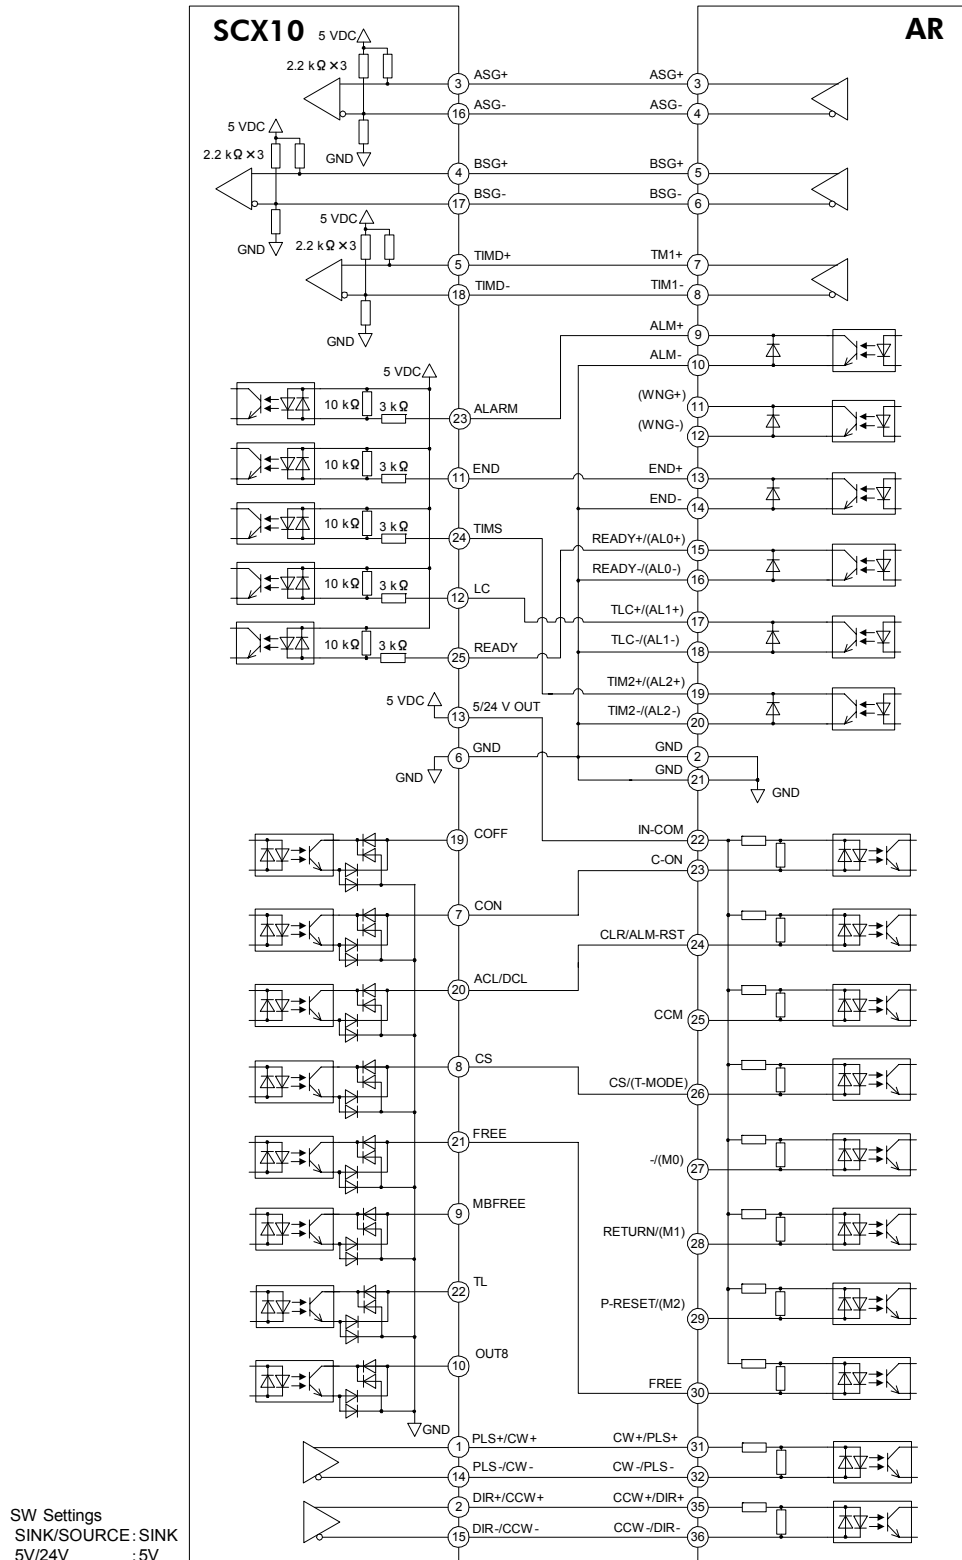 SCX10
AR
5 VDC
2.2 kΩ×3
3 ASG+ ASG+ 3
16 ASG- ASG- 4
GND
5 VDC
2.2 kΩ×3
4 BSG+ BSG+ 5
17 BSG- BSG- 6
GND
5 VDC
2.2 kΩ×3
5 TIMD+ TM1+ 7
18 TIMD- TIM1- 8
GND
ALM+ 9
ALM- 10
5 VDC
(WNG+) 11
10 kΩ 3 kΩ 23 ALARM
(WNG-) 12
10 kΩ 3 kΩ 11 END END+ 13
END- 14
10 kΩ 3 kΩ 24 TIMS
READY+/(AL0+) 15
READY-/(AL0-) 16
10 kΩ 3 kΩ 12 LC
TLC+/(AL1+) 17
TLC-/(AL1-) 18
10 kΩ 3 kΩ 25 READY
TIM2+/(AL2+) 19
5 VDC 13 5/24 V OUT
TIM2-/(AL2-) 20
6 GND GND 2
GND
GND 21
GND
19 COFF IN-COM 22
C-ON 23
7 CON
CLR/ALM-RST 24
20 ACL/DCL
CCM 25
8 CS
CS/(T-MODE) 26
21 FREE
-/(M0) 27
9 MBFREE
RETURN/(M1) 28
22 TL
P-RESET/(M2) 29
10 OUT8
FREE 30
GND
1 PLS+/CW+ CW+/PLS+ 31
14 PLS-/CW- CW-/PLS- 32
2 DIR+/CCW+ CCW+/DIR+ 35
15 DIR-/CCW- CCW-/DIR- 36
SW Settings
SINK/SOURCE : SINK
5V/24V : 5V